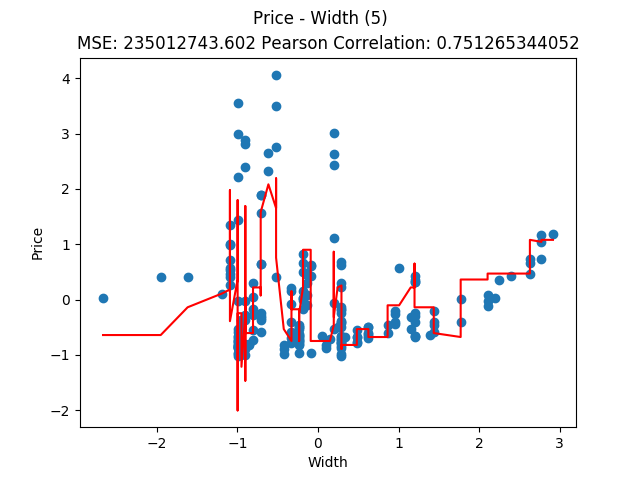 Price - Width (5)
MSE: 235012743.602 Pearson Correlation: 0.751265344052
4
3
2
1
0
−1
−2
Price
−2 −1 0 1 2 3
Width